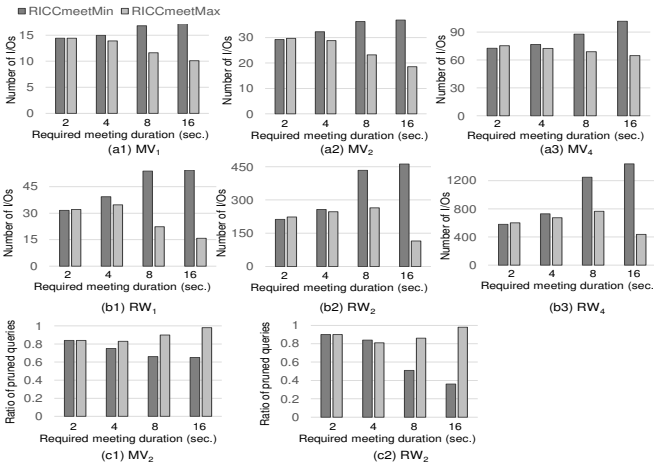 RICCmeetMin RICCmeetMax
Number of I/Os
15
10
5
0
2 4 8 16
Required meeting duration (sec.)
(a1) MV1
Number of I/Os
30
20
10
0
2 4 8 16
Required meeting duration (sec.)
(a2) MV2
Number of I/Os
90
60
30
0
2 4 8 16
Required meeting duration (sec.)
(a3) MV4
Number of I/Os
45
30
15
0
2 4 8 16
Required meeting duration (sec.)
(b1) RW1
Number of I/Os
450
300
150
0
2 4 8 16
Required meeting duration (sec.)
(b2) RW2
Number of I/Os
1200
800
400
0
2 4 8 16
Required meeting duration (sec.)
(b3) RW4
Ratio of pruned queries
1
0.8
0.6
0.4
0.2
0
2 4 8 16
Required meeting duration (sec.)
(c1) MV2
Ratio of pruned queries
1
0.8
0.6
0.4
0.2
0
2 4 8 16
Required meeting duration (sec.)
(c2) RW2